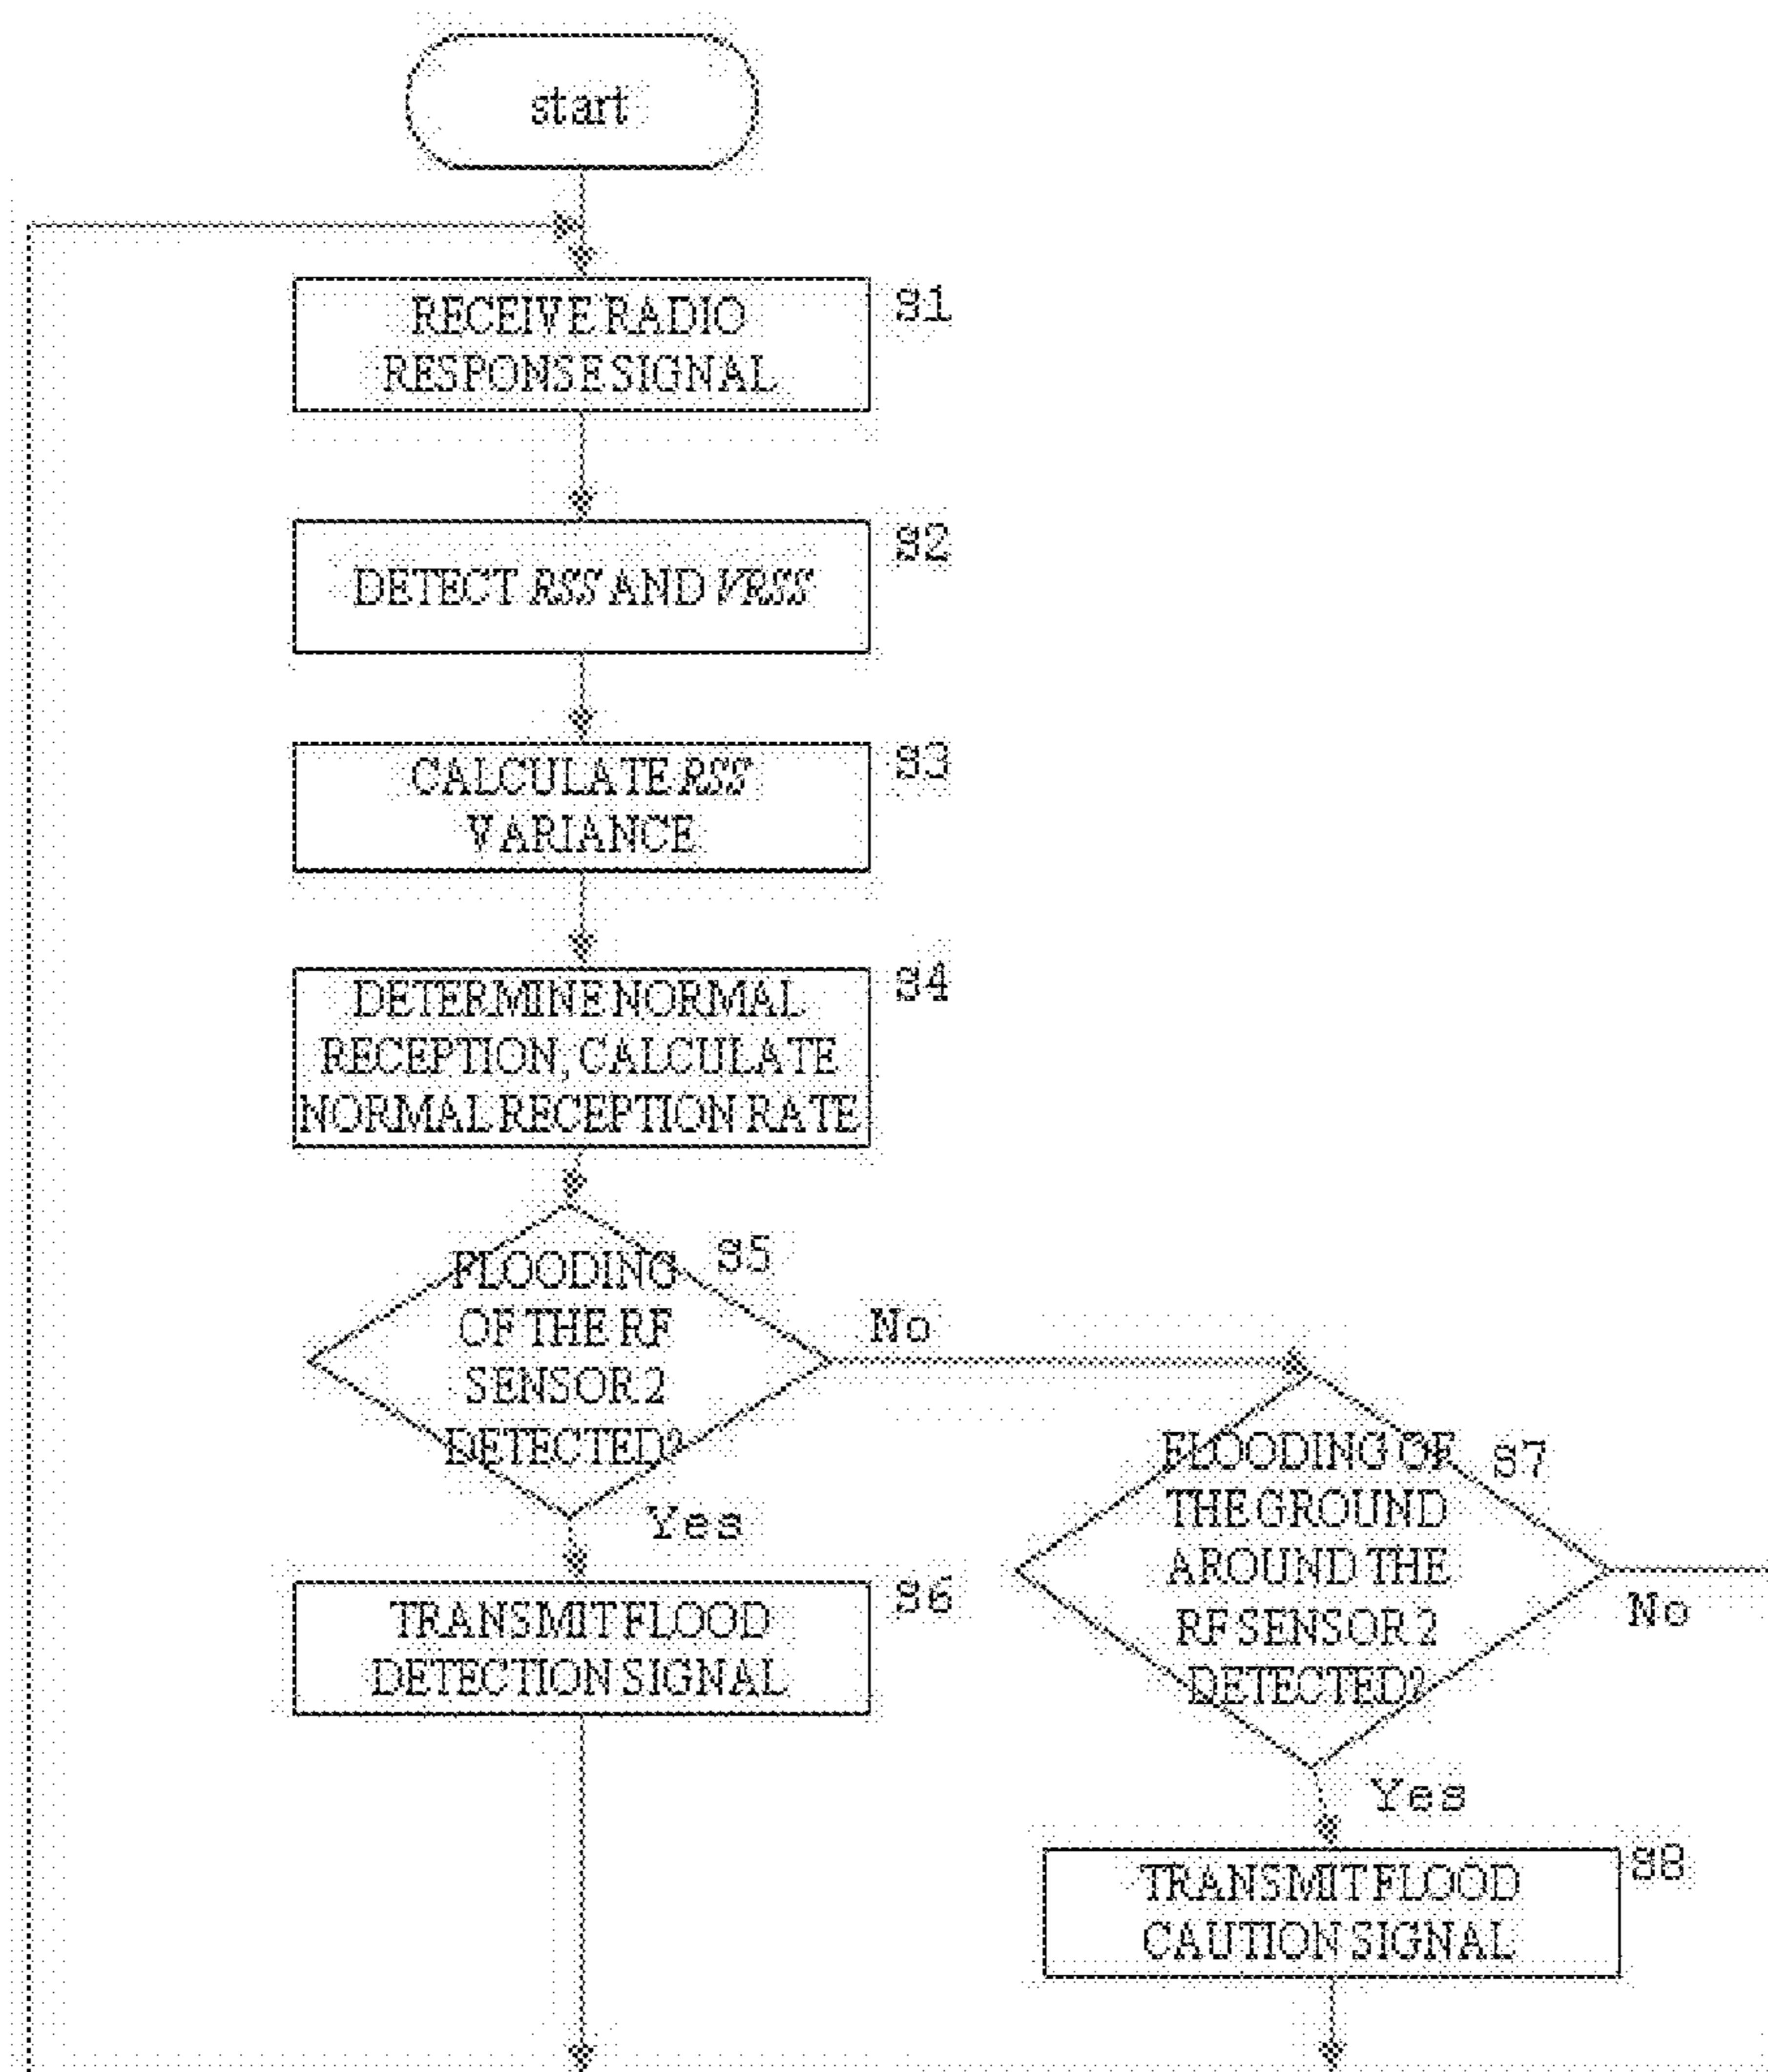 start
RECEIVE RADIO
RESPONSE SIGNAL
S1
DETECT RSS AND VRSS
S2
CALCULATE RSS
VARIANCE
S3
DETERMINE NORMAL
RECEPTION, CALCULATE
NORMAL RECEPTION RATE
S4
FLOODING
OF THE RF
SENSOR 2
DETECTED?
S5
No
Yes
TRANSMIT FLOOD
DETECTION SIGNAL
S6
FLOODING OF
THE GROUND
AROUND THE
RF SENSOR 2
DETECTED?
S7
No
Yes
TRANSMIT FLOOD
CAUTION SIGNAL
S8